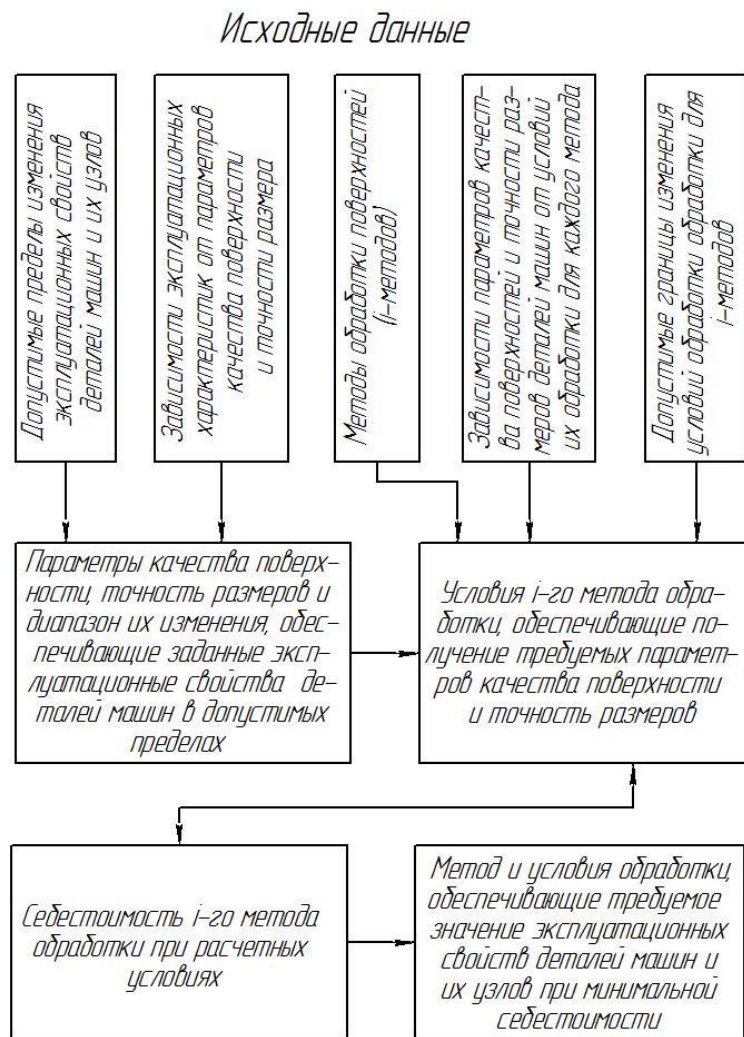 Исходные данные
Допустимые пределы изменения
эксплуатационных свойств
деталей машин и их узлов
Зависимости эксплуатационных
характеристик от параметров
качества поверхности
и точности размера
Методы обработки поверхностей
(i-методов)
Зависимости параметров качест-
ва поверхностей и точности раз-
меров деталей машин от условий
их обработки для каждого метода
Допустимые границы изменения
условий обработки обработки для
i-методов
Параметры качества поверх-
ности, точность размеров и
диапазон их изменения, обес-
печивающие заданные экс-
плуатационные свойства де-
талей машин в допустимых
пределах
Условия i-го метода обра-
ботки, обеспечивающие по-
лучение требуемых парамет-
ров качества поверхности
и точность размеров
Себестоимость i-го метода
обработки при расчетных
условиях
Метод и условия обработки,
обеспечивающие требуемое
значение эксплуатационных
свойств деталей машин и
их узлов при минимальной
себестоимости